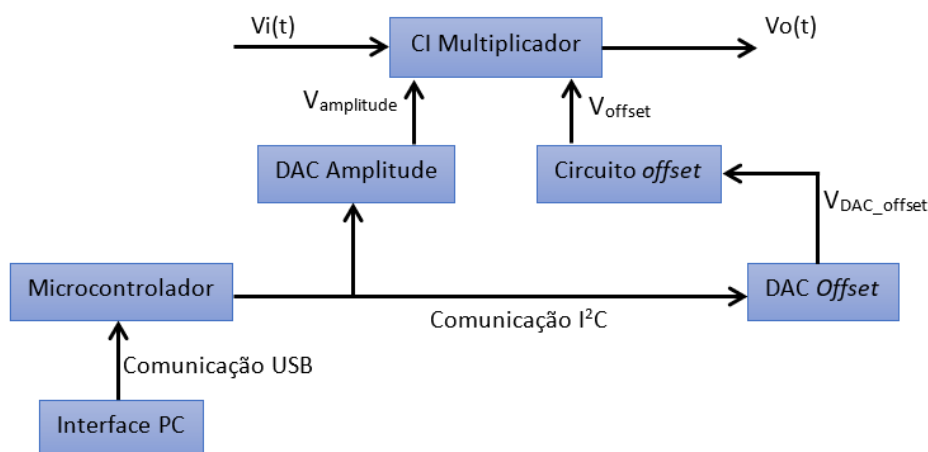 Vi(t)
CI Multiplicador
Vo(t)
Vamplitude
Voffset
DAC Amplitude
Circuito offset
VDAC_offset
Microcontrolador
DAC Offset
Comunicação I²C
Comunicação USB
Interface PC